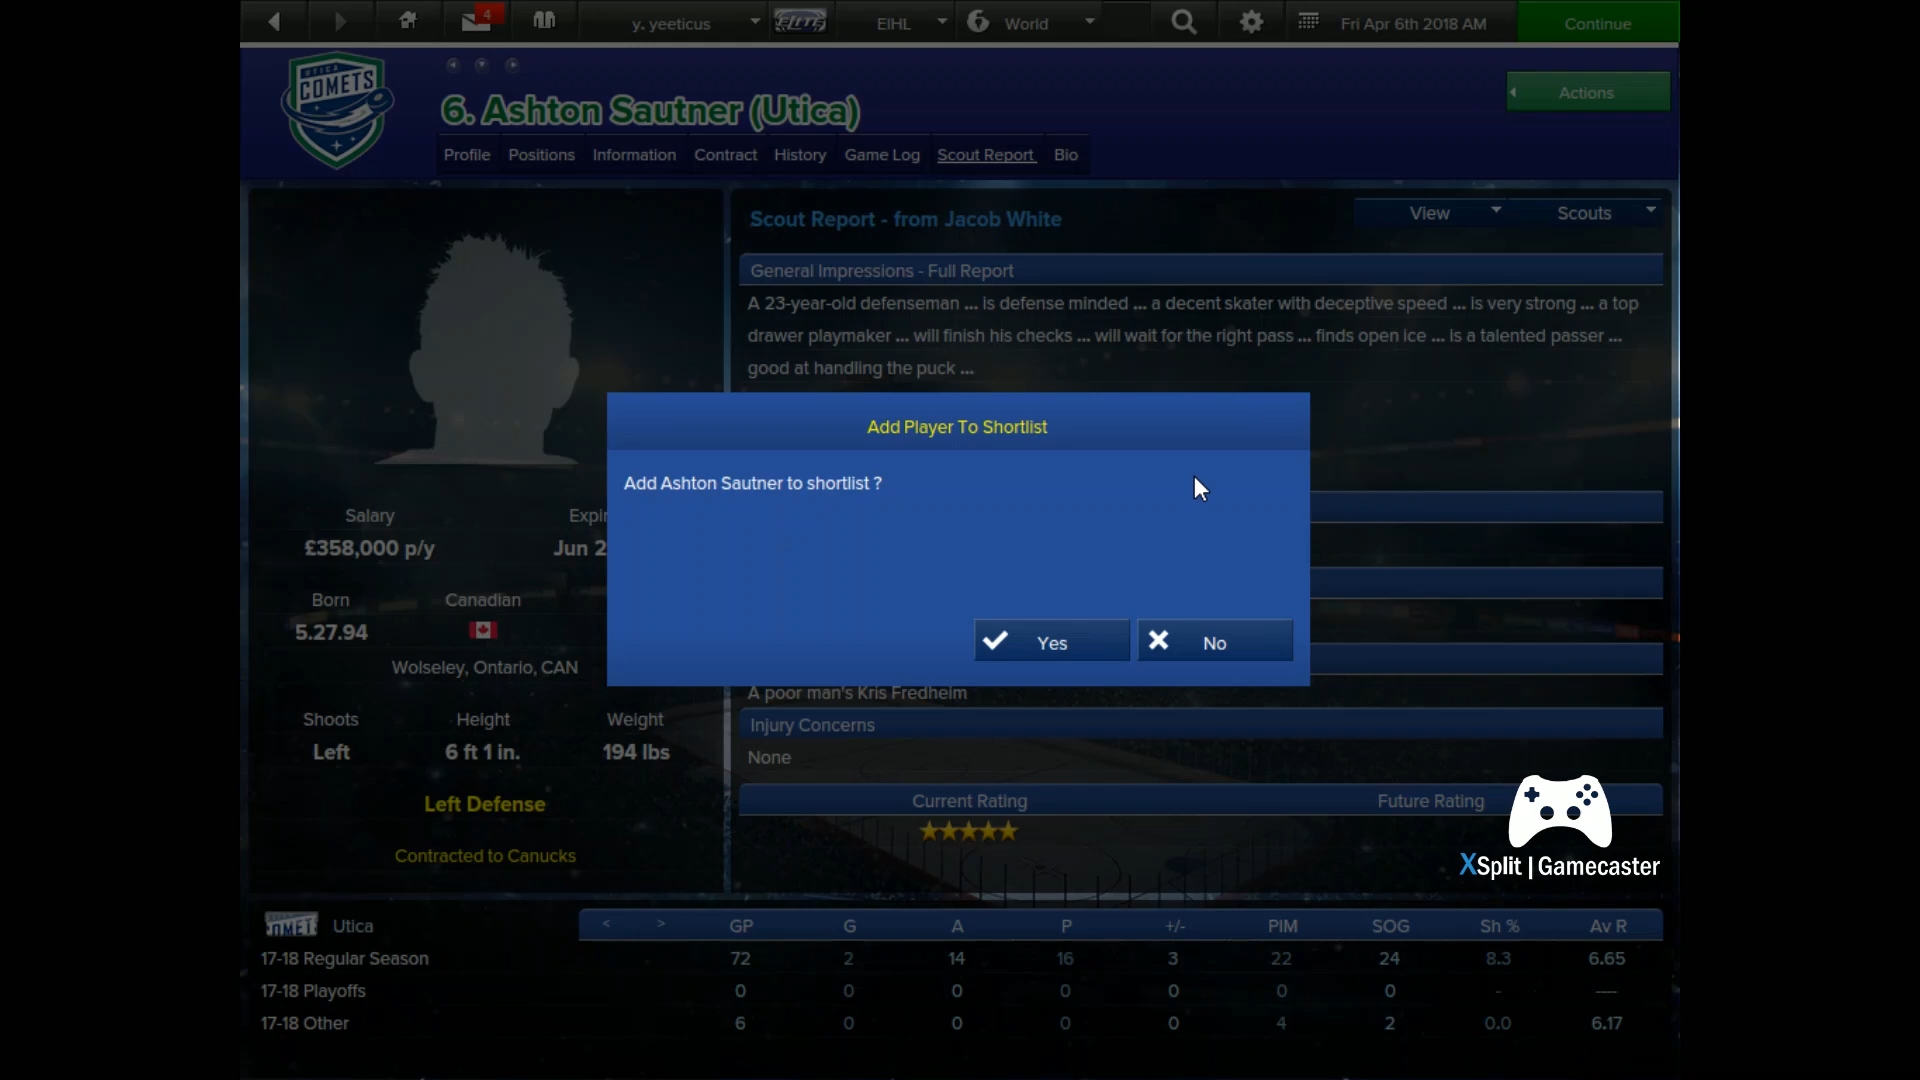 4
y. yeeticus
ELITE
EIHL
World
Fri Apr 6th 2018 AM
Continue
UTICA
COMETS
6. Ashton Sautner (Utica)
Actions
Profile Positions Information Contract History Game Log Scout Report Bio
Scout Report - from Jacob White
View
Scouts
General Impressions - Full Report
A 23-year-old defenseman ... is defense minded ... a decent skater with deceptive speed ... is very strong ... a top
drawer playmaker ... will finish his checks ... will wait for the right pass ... finds open ice ... is a talented passer ...
good at handling the puck ...
Add Player To Shortlist
Add Ashton Sautner to shortlist ?
Yes
No
Salary
Expir
£358,000 p/y
Jun 2
Born
Canadian
5.27.94
Wolseley, Ontario, CAN
Shoots Height Weight
Left 6 ft 1 in. 194 lbs
Left Defense
Contracted to Canucks
A poor man's Kris Fredheim
Injury Concerns
None
Current Rating
Future Rating
XSplit | Gamecaster
COMETS
Utica
< > GP G A P +/- PIM SOG Sh % Av R
17-18 Regular Season 72 2 14 16 3 22 24 8.3 6.65
17-18 Playoffs 0 0 0 0 0 0 0 - ----
17-18 Other 6 0 0 0 0 4 2 0.0 6.17